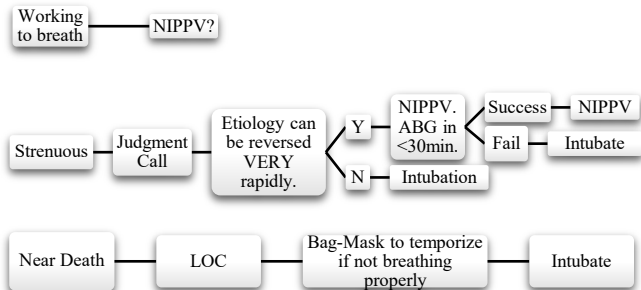 Working
to breath
NIPPV?
Strenuous
Judgment
Call
Etiology can
be reversed
VERY
rapidly.
Y
NIPPV.
ABG in
<30min.
Success
NIPPV
Fail
Intubate
N
Intubation
Near Death
LOC
Bag-Mask to temporize
if not breathing
properly
Intubate